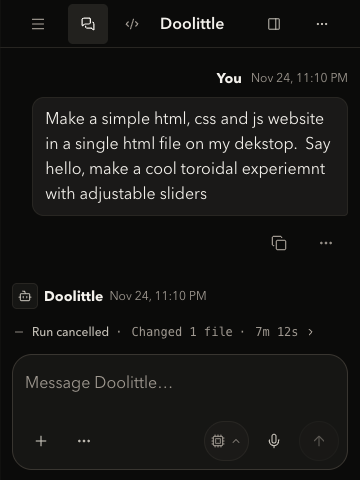 Doolittle
You Nov 24, 11:10 PM
Make a simple html, css and js website
in a single html file on my dekstop.  Say
hello, make a cool toroidal experiemnt
with adjustable sliders
Doolittle Nov 24, 11:10 PM
Run cancelled · Changed 1 file · 7m 12s
Message Doolittle…